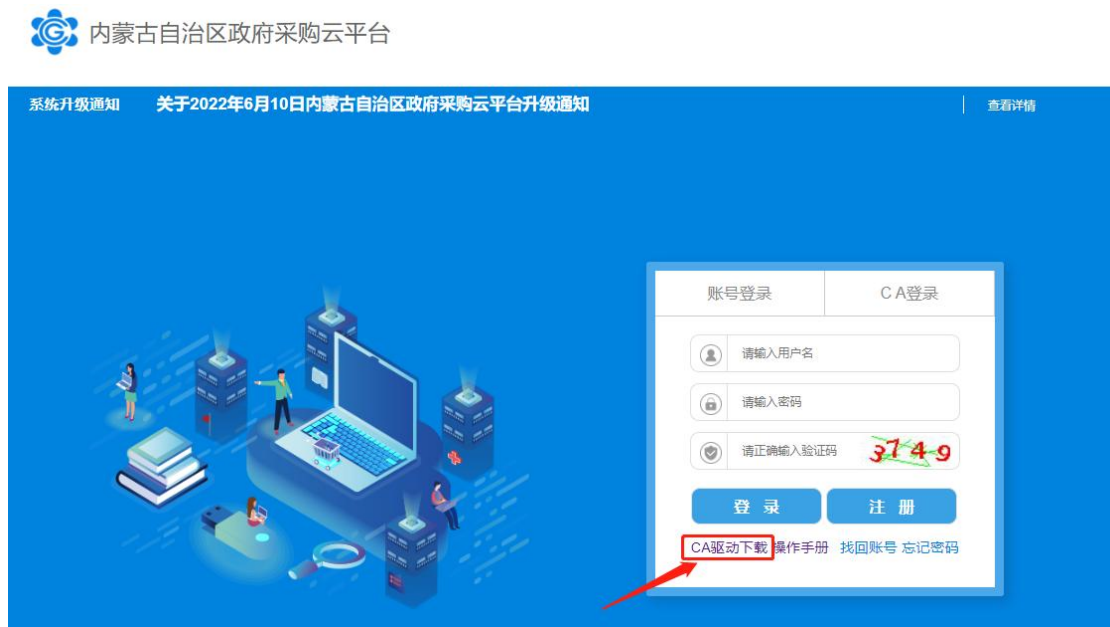 内蒙古自治区政府采购云平台
系统升级通知 关于2022年6月10日内蒙古自治区政府采购云平台升级通知 查看详情
账号登录 CA登录
请输入用户名
请输入密码
请正确输入验证码 3749
登录 注册
CA驱动下载 操作手册 找回账号 忘记密码